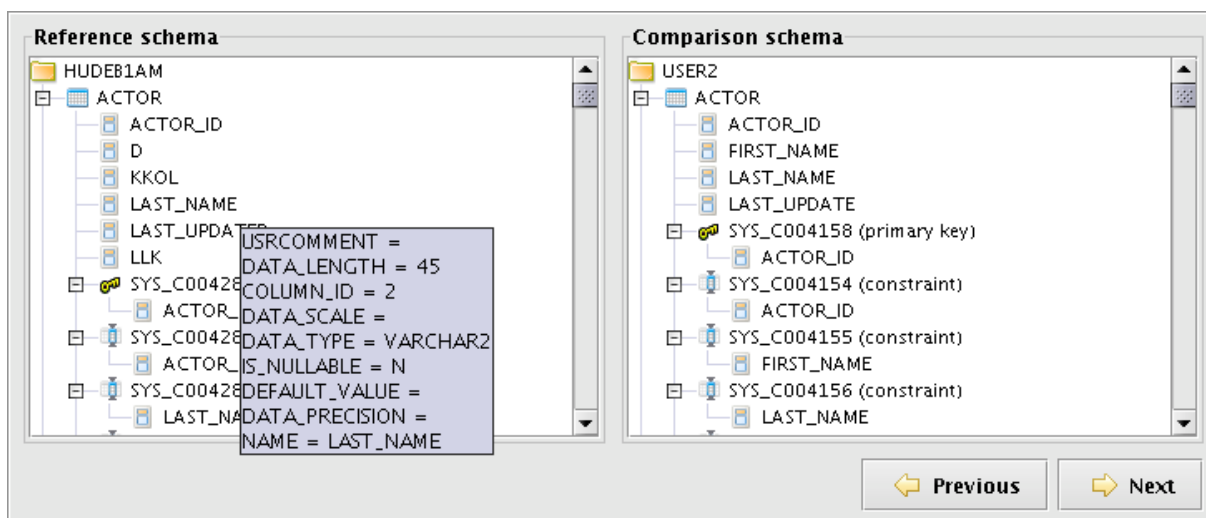 Reference schema
HUDEB1AM
ACTOR
ACTOR_ID
D
KKOL
LAST_NAME
LAST_UPDATED
LLK
SYS_C00428
ACTOR_
SYS_C00428
ACTOR_
SYS_C00428
LAST_NA
USRCOMMENT =
DATA_LENGTH = 45
COLUMN_ID = 2
DATA_SCALE =
DATA_TYPE = VARCHAR2
IS_NULLABLE = N
DEFAULT_VALUE =
DATA_PRECISION =
NAME = LAST_NAME
Comparison schema
USER2
ACTOR
ACTOR_ID
FIRST_NAME
LAST_NAME
LAST_UPDATE
SYS_C004158 (primary key)
ACTOR_ID
SYS_C004154 (constraint)
ACTOR_ID
SYS_C004155 (constraint)
FIRST_NAME
SYS_C004156 (constraint)
LAST_NAME
Previous
Next